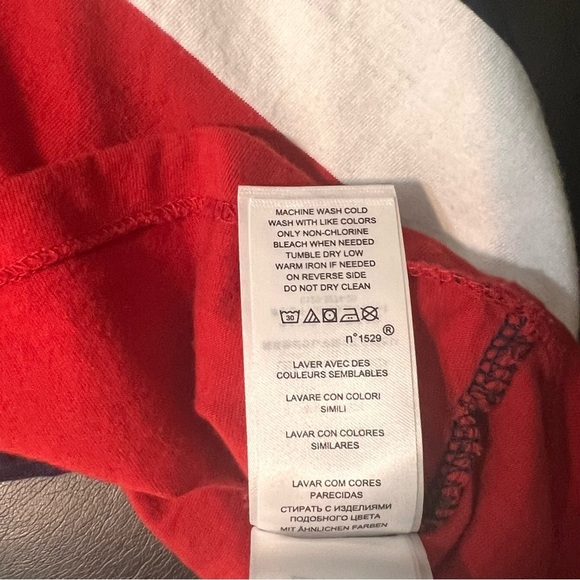 MACHINE WASH COLD
WASH WITH LIKE COLORS
ONLY NON-CHLORINE
BLEACH WHEN NEEDED
TUMBLE DRY LOW
WARM IRON IF NEEDED
ON REVERSE SIDE
DO NOT DRY CLEAN
30
n°1529®
LAVER AVEC DES
COULEURS SEMBLABLES
LAVARE CON COLORI
SIMILI
LAVAR CON COLORES
SIMILARES
LAVAR COM CORES
PARECIDAS
СТИРАТЬ С ИЗДЕЛИЯМИ
ПОДОБНОГО ЦВЕТА
MIT ÄHNLICHEN FARBEN